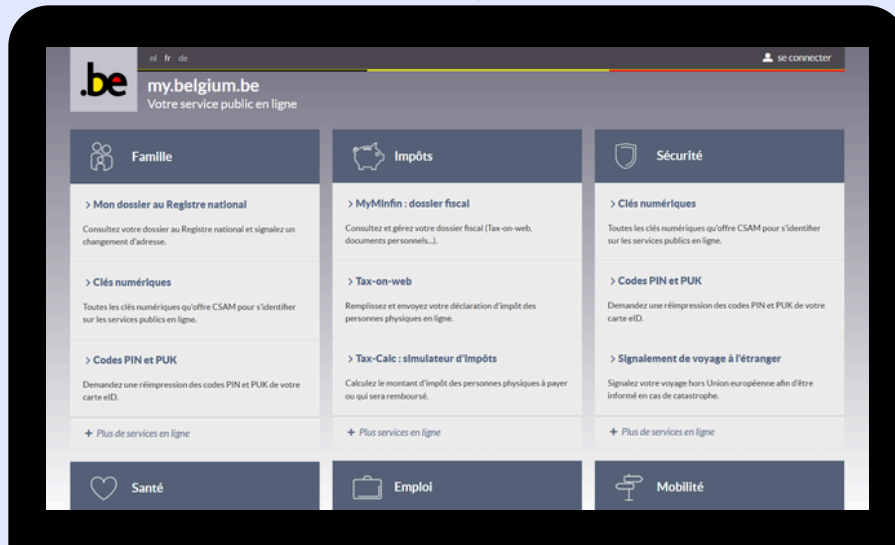 nl fr de
se connecter
.be
my.belgium.be
Votre service public en ligne
Famille
> Mon dossier au Registre national
Consultez votre dossier au Registre national et signalez un
changement d'adresse.
> Clés numériques
Toutes les clés numériques qu'offre CSAM pour s'identifier
sur les services publics en ligne.
> Codes PIN et PUK
Demandez une réimpression des codes PIN et PUK de votre
carte eID.
+ Plus de services en ligne
Impôts
> MyMinfin : dossier fiscal
Consultez et gérez votre dossier fiscal (Tax-on-web,
documents personnels...).
> Tax-on-web
Remplissez et envoyez votre déclaration d'impôt des
personnes physiques en ligne.
> Tax-Calc : simulateur d'impôts
Calculez le montant d'impôt des personnes physiques à payer
ou qui sera remboursé.
+ Plus services en ligne
Sécurité
> Clés numériques
Toutes les clés numériques qu'offre CSAM pour s'identifier
sur les services publics en ligne.
> Codes PIN et PUK
Demandez une réimpression des codes PIN et PUK de votre
carte eID.
> Signalement de voyage à l'étranger
Signalez votre voyage hors Union européenne afin d'être
informé en cas de catastrophe.
+ Plus de services en ligne
Santé
Emploi
Mobilité